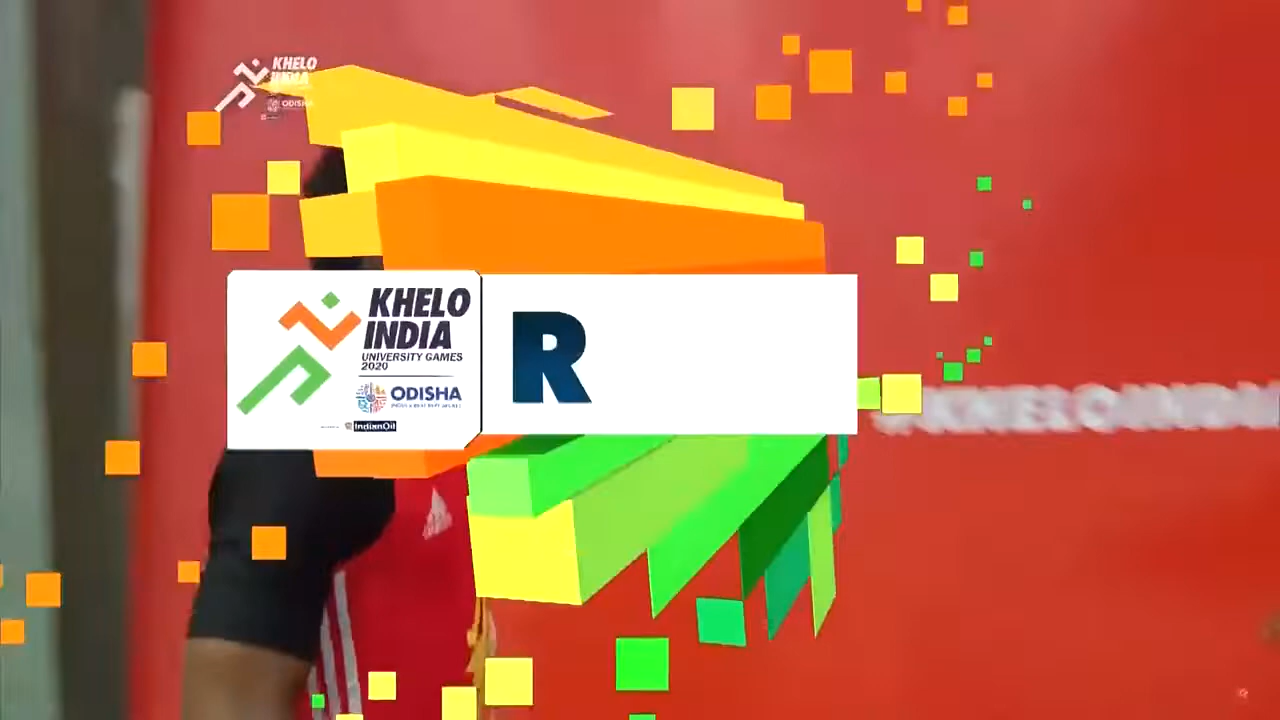 KHELO
INDIA
ODISHA
KHELO
INDIA
UNIVERSITY GAMES
2020
ODISHA
IndianOil
R